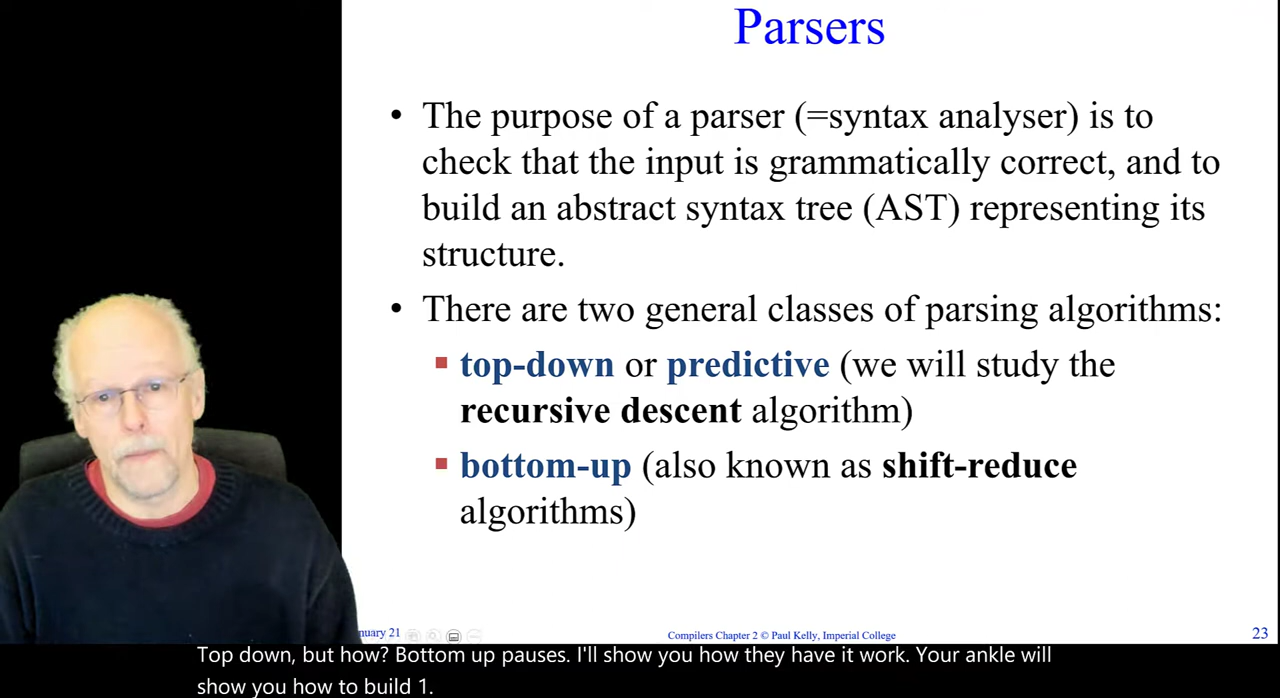 Parsers
• The purpose of a parser (=syntax analyser) is to
check that the input is grammatically correct, and to
build an abstract syntax tree (AST) representing its
structure.
• There are two general classes of parsing algorithms:
▪ top-down or predictive (we will study the
recursive descent algorithm)
▪ bottom-up (also known as shift-reduce
algorithms)
nuary 21
Compilers Chapter 2 © Paul Kelly, Imperial College
23
Top down, but how? Bottom up pauses. I'll show you how they have it work. Your ankle will
show you how to build 1.